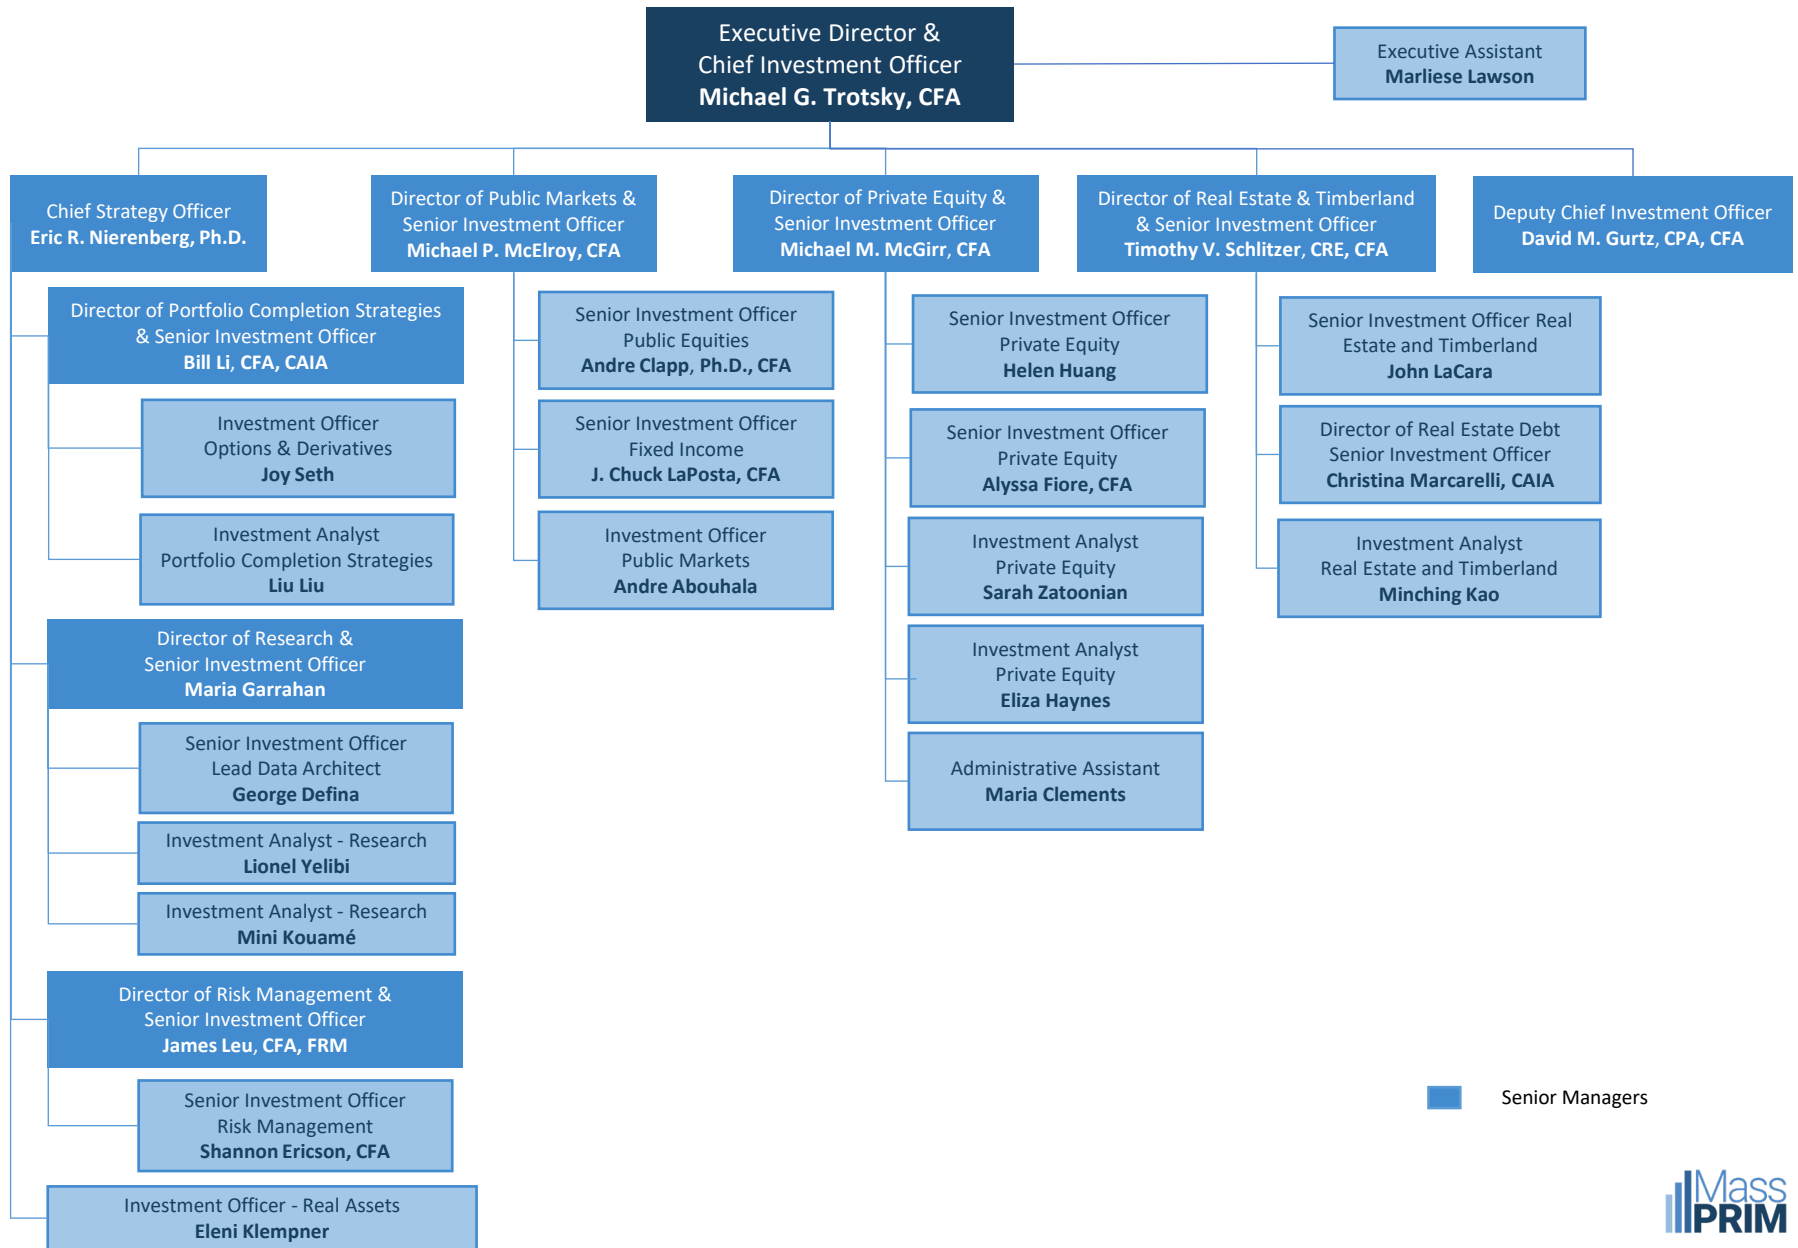 Executive Director &
Chief Investment Officer
Michael G. Trotsky, CFA
Executive Assistant
Marliese Lawson
Chief Strategy Officer
Eric R. Nierenberg, Ph.D.
Director of Public Markets &
Senior Investment Officer
Michael P. McElroy, CFA
Director of Private Equity &
Senior Investment Officer
Michael M. McGirr, CFA
Director of Real Estate & Timberland
& Senior Investment Officer
Timothy V. Schlitzer, CRE, CFA
Deputy Chief Investment Officer
David M. Gurtz, CPA, CFA
Director of Portfolio Completion Strategies
& Senior Investment Officer
Bill Li, CFA, CAIA
Investment Officer
Options & Derivatives
Joy Seth
Investment Analyst
Portfolio Completion Strategies
Liu Liu
Director of Research &
Senior Investment Officer
Maria Garrahan
Senior Investment Officer
Lead Data Architect
George Defina
Investment Analyst - Research
Lionel Yelibi
Investment Analyst - Research
Mini Kouamé
Director of Risk Management &
Senior Investment Officer
James Leu, CFA, FRM
Senior Investment Officer
Risk Management
Shannon Ericson, CFA
Investment Officer - Real Assets
Eleni Klempner
Senior Investment Officer
Public Equities
Andre Clapp, Ph.D., CFA
Senior Investment Officer
Fixed Income
J. Chuck LaPosta, CFA
Investment Officer
Public Markets
Andre Abouhala
Senior Investment Officer
Private Equity
Helen Huang
Senior Investment Officer
Private Equity
Alyssa Fiore, CFA
Investment Analyst
Private Equity
Sarah Zatoonian
Investment Analyst
Private Equity
Eliza Haynes
Administrative Assistant
Maria Clements
Senior Investment Officer Real
Estate and Timberland
John LaCara
Director of Real Estate Debt
Senior Investment Officer
Christina Marcarelli, CAIA
Investment Analyst
Real Estate and Timberland
Minching Kao
Senior Managers
Mass
PRIM